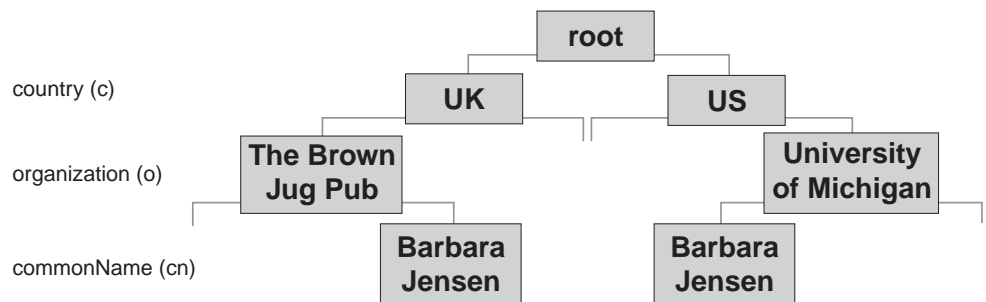 root
country (c)
UK
US
The Brown
Jug Pub
University
of Michigan
organization (o)
Barbara
Jensen
Barbara
Jensen
commonName (cn)